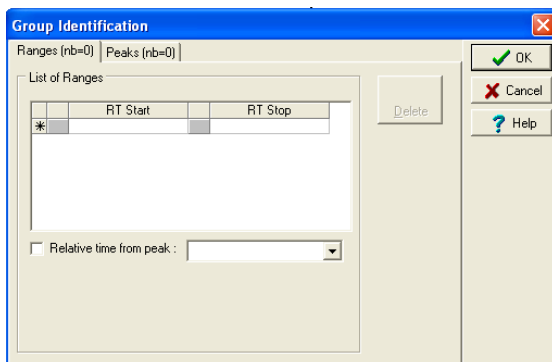 Group Identification
Ranges (nb=0) Peaks (nb=0)
OK
List of Ranges
Cancel
RT Start RT Stop
Delete
Help
Relative time from peak :